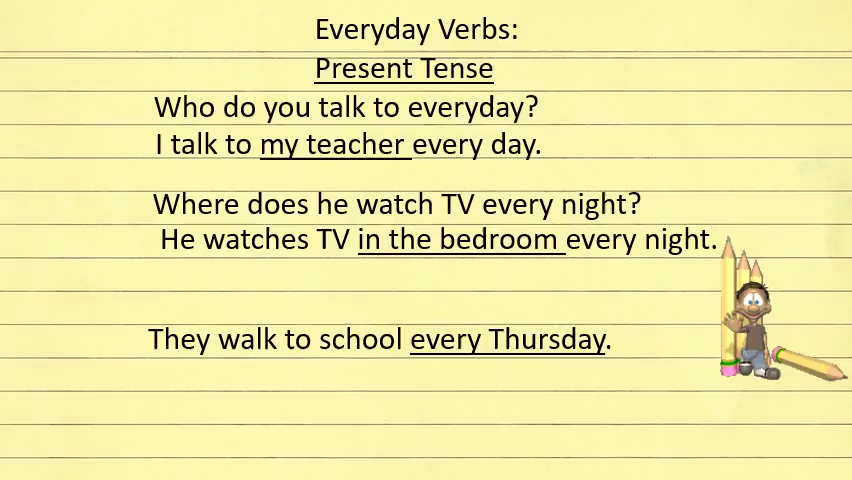 Everyday Verbs:
Present Tense
Who do you talk to everyday?
I talk to my teacher every day.
Where does he watch TV every night?
He watches TV in the bedroom every night.
They walk to school every Thursday.